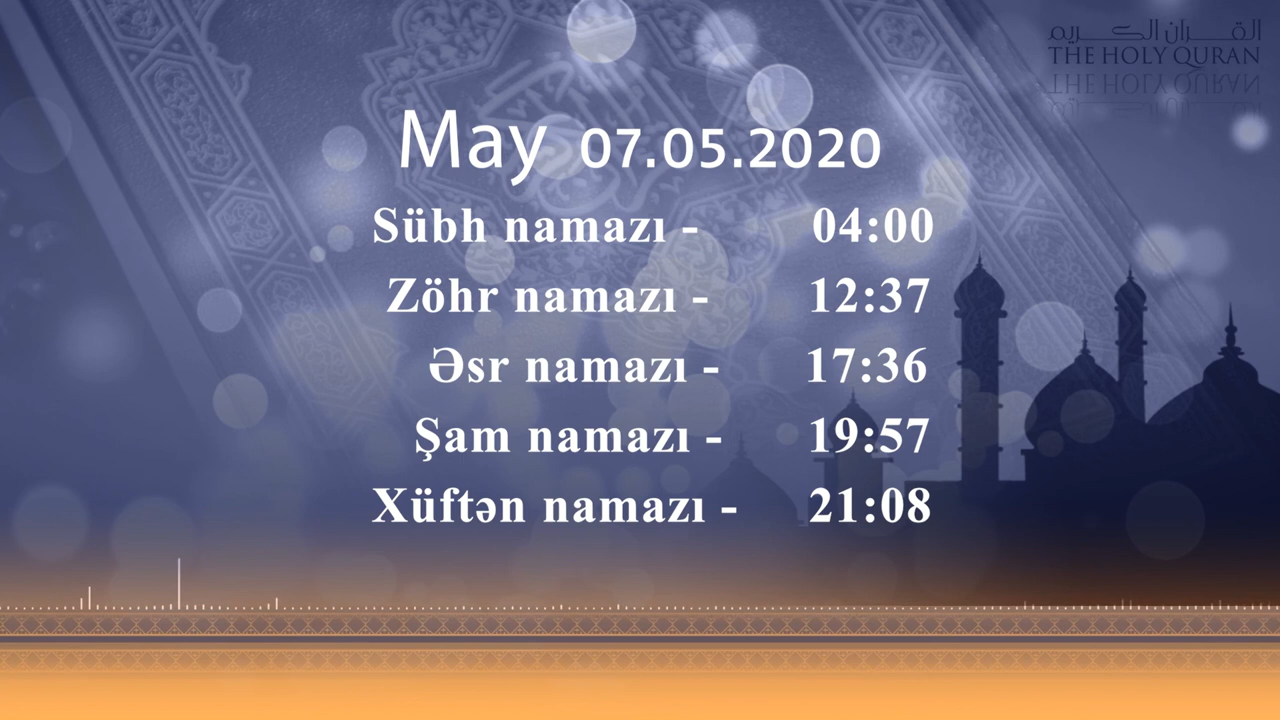 القرآن الكريم
THE HOLY QURAN
May 07.05.2020
Sübh namazı - 04:00
Zöhr namazı - 12:37
Əsr namazı - 17:36
Şam namazı - 19:57
Xüftən namazı - 21:08